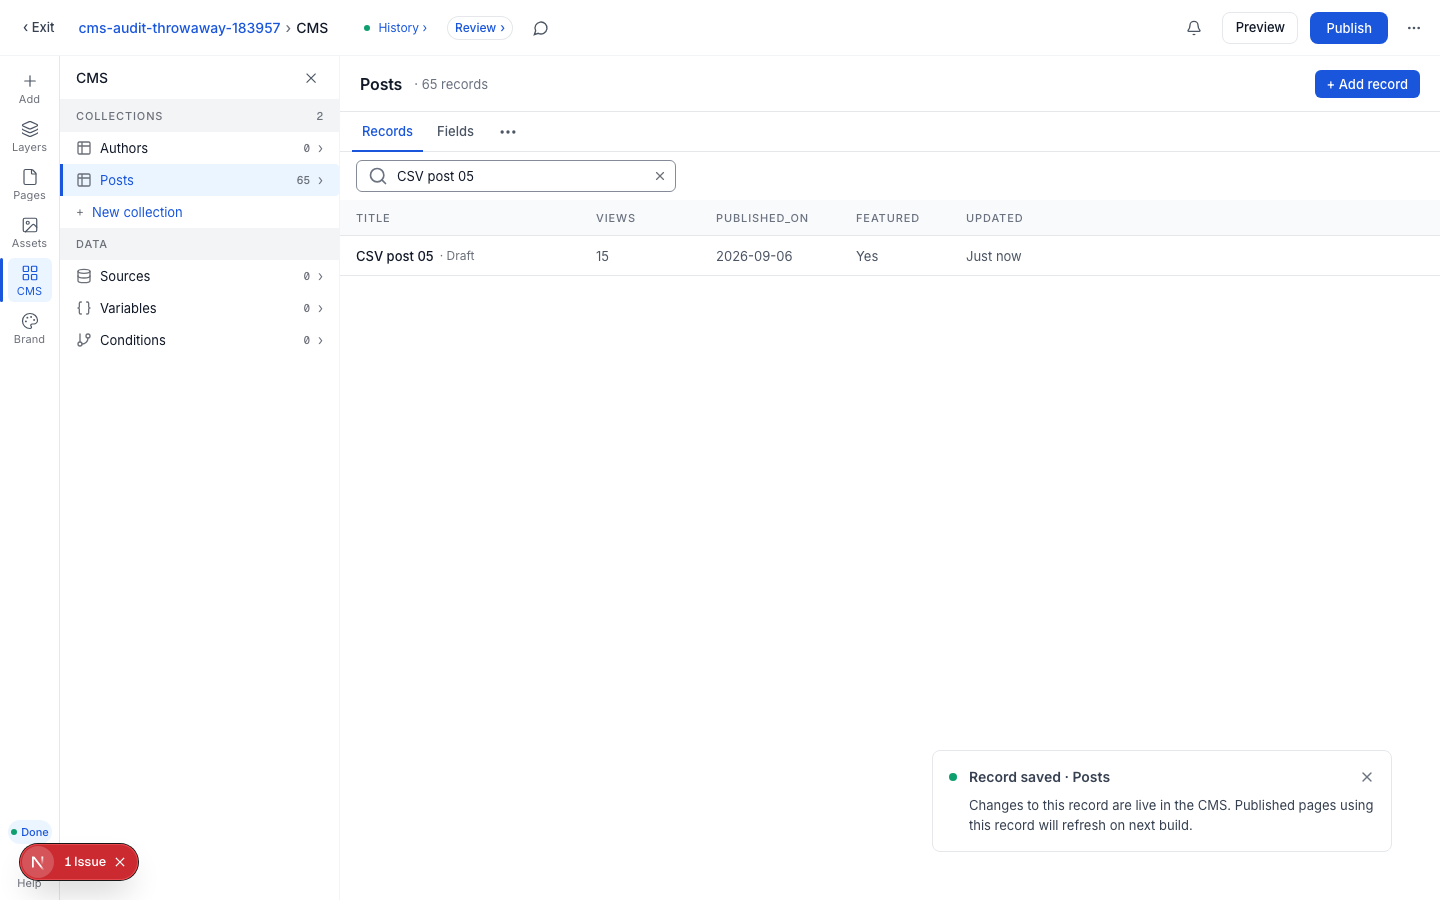 ‹ Exit
cms-audit-throwaway-183957 › CMS
History ›
Review ›
Preview
Publish
Add
Layers
Pages
Assets
CMS
Brand
Done
N 1 Issue
Help
CMS
COLLECTIONS 2
Authors 0 ›
Posts 65 ›
+ New collection
DATA
Sources 0 ›
Variables 0 ›
Conditions 0 ›
Posts · 65 records
+ Add record
Records Fields
CSV post 05
TITLE VIEWS PUBLISHED_ON FEATURED UPDATED
CSV post 05 · Draft 15 2026-09-06 Yes Just now
Record saved · Posts
Changes to this record are live in the CMS. Published pages using
this record will refresh on next build.